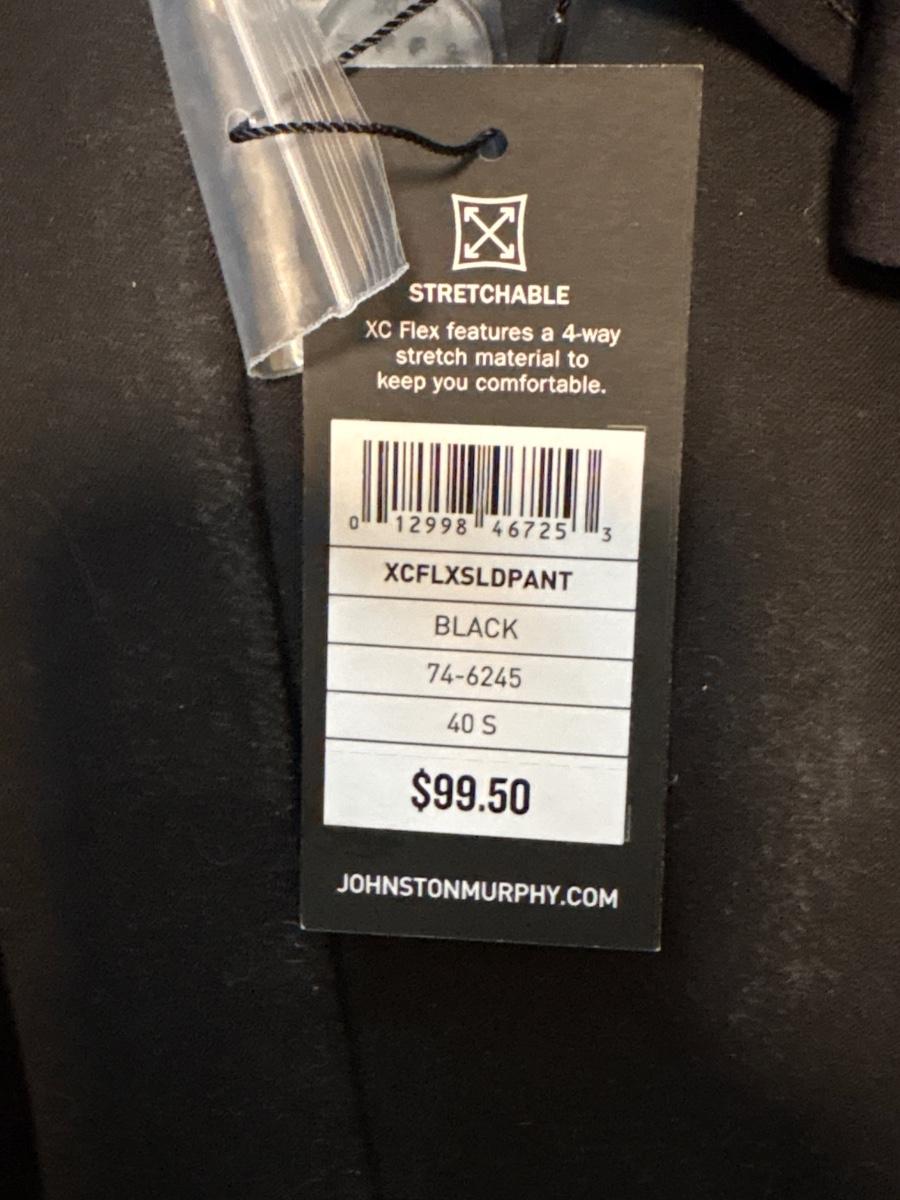 STRETCHABLE
XC Flex features a 4-way
stretch material to
keep you comfortable.
0 12998 46725 3
XCFLXSLDPANT
BLACK
74-6245
40 S
$99.50
JOHNSTONMURPHY.COM